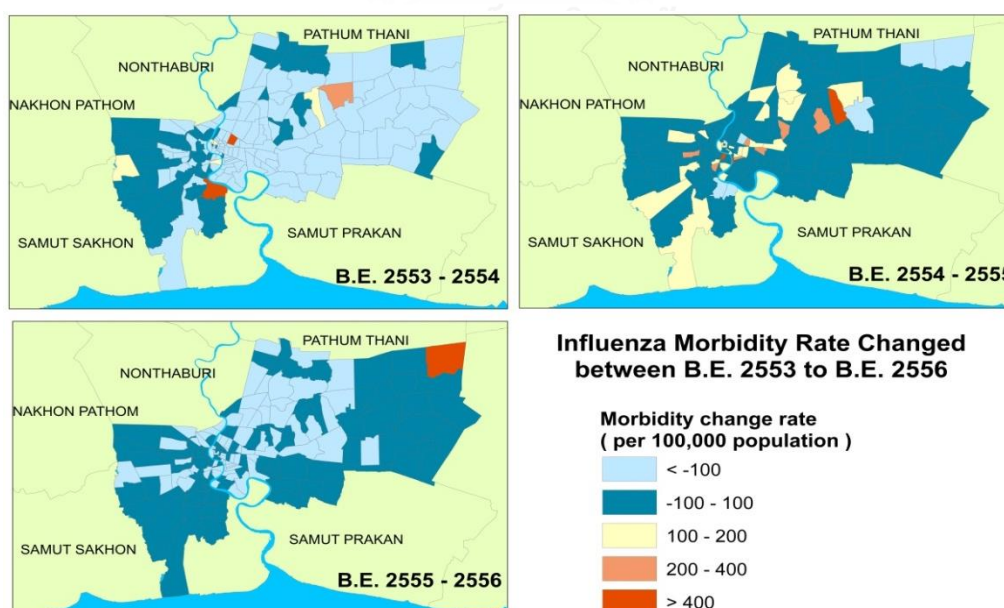 PATHUM THANI
NONTHABURI
NAKHON PATHOM
SAMUT SAKHON
SAMUT PRAKAN
B.E. 2553 - 2554
PATHUM THANI
NONTHABURI
NAKHON PATHOM
SAMUT SAKHON
SAMUT PRAKAN
B.E. 2554 - 2555
PATHUM THANI
NONTHABURI
NAKHON PATHOM
SAMUT SAKHON
SAMUT PRAKAN
B.E. 2555 - 2556
Influenza Morbidity Rate Changed
between B.E. 2553 to B.E. 2556
Morbidity change rate
( per 100,000 population )
< -100
-100 - 100
100 - 200
200 - 400
> 400